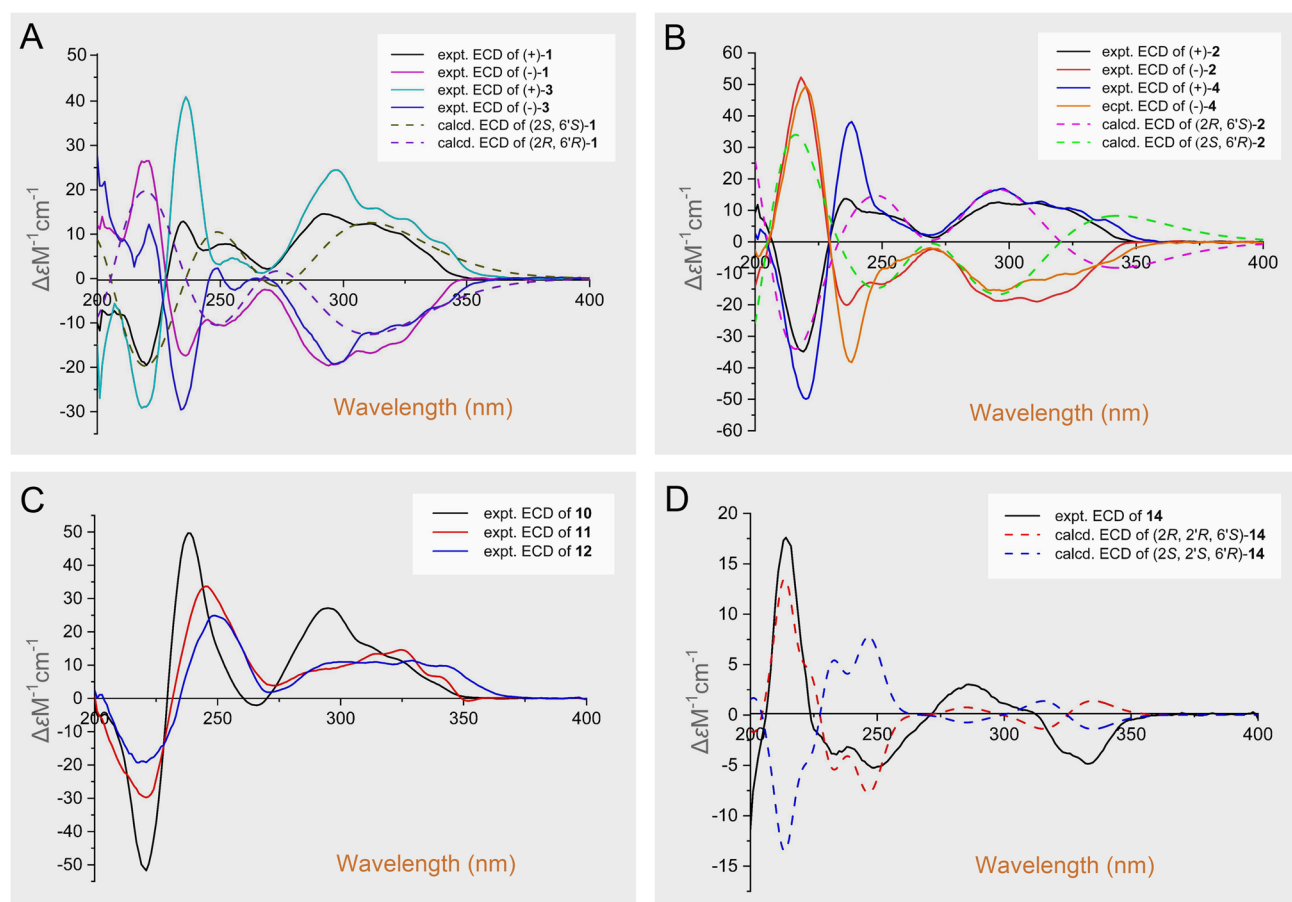 A
50
40
30
20
10
0
-10
-20
-30
200
250
300
350
400
ΔεM⁻¹cm⁻¹
Wavelength (nm)
expt. ECD of (+)-1
expt. ECD of (-)-1
expt. ECD of (+)-3
expt. ECD of (-)-3
calcd. ECD of (2S, 6'S)-1
calcd. ECD of (2R, 6'R)-1
B
60
50
40
30
20
10
0
-10
-20
-30
-40
-50
-60
200
250
300
350
400
ΔεM⁻¹cm⁻¹
Wavelength (nm)
expt. ECD of (+)-2
expt. ECD of (-)-2
expt. ECD of (+)-4
ecpt. ECD of (-)-4
calcd. ECD of (2R, 6'S)-2
calcd. ECD of (2S, 6'R)-2
C
50
40
30
20
10
0
-10
-20
-30
-40
-50
200
250
300
350
400
ΔεM⁻¹cm⁻¹
Wavelength (nm)
expt. ECD of 10
expt. ECD of 11
expt. ECD of 12
D
20
15
10
5
0
-5
-10
-15
200
250
300
350
400
ΔεM⁻¹cm⁻¹
Wavelength (nm)
expt. ECD of 14
calcd. ECD of (2R, 2'R, 6'S)-14
calcd. ECD of (2S, 2'S, 6'R)-14